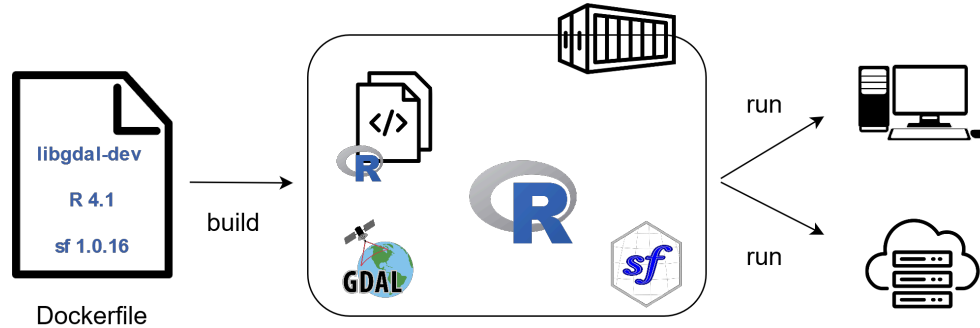 libgdal-dev
R 4.1
sf 1.0.16
Dockerfile
build
</>
R
R
GDAL
sf
run
run